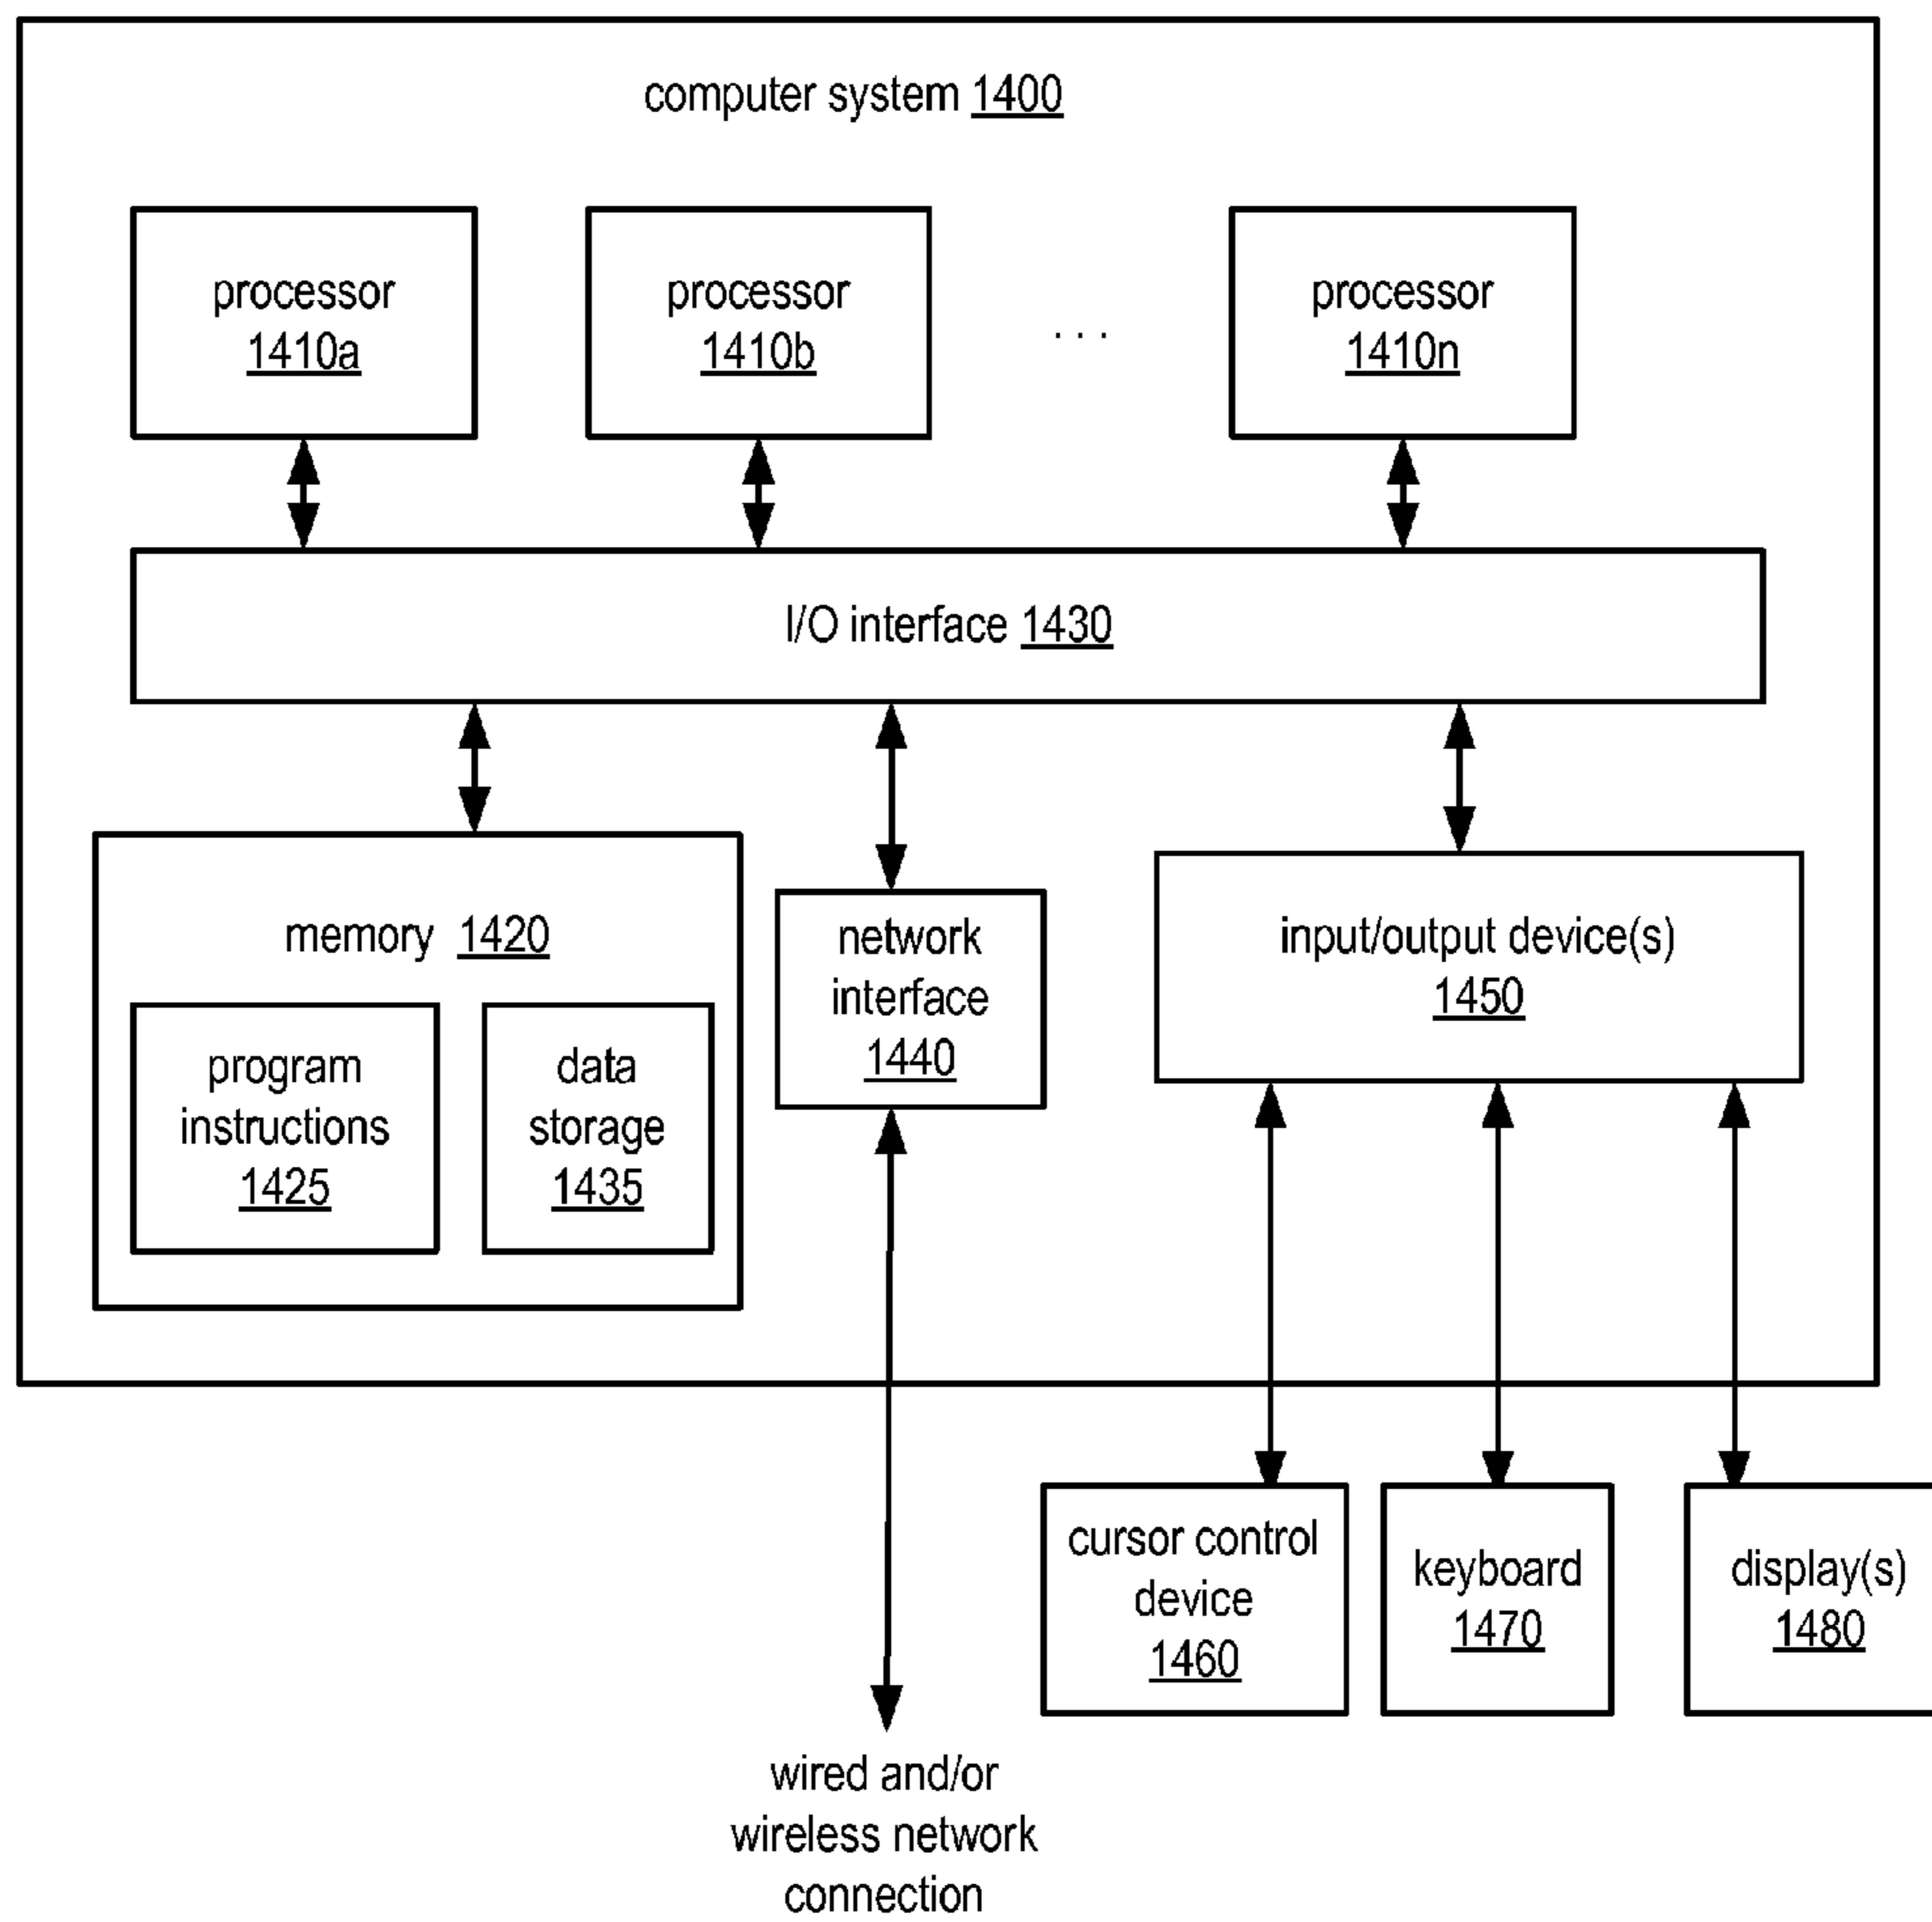 computer system 1400
processor
1410a
processor
1410b
. . .
processor
1410n
I/O interface 1430
memory 1420
program
instructions
1425
data
storage
1435
network
interface
1440
input/output device(s)
1450
cursor control
device
1460
keyboard
1470
display(s)
1480
wired and/or
wireless network
connection